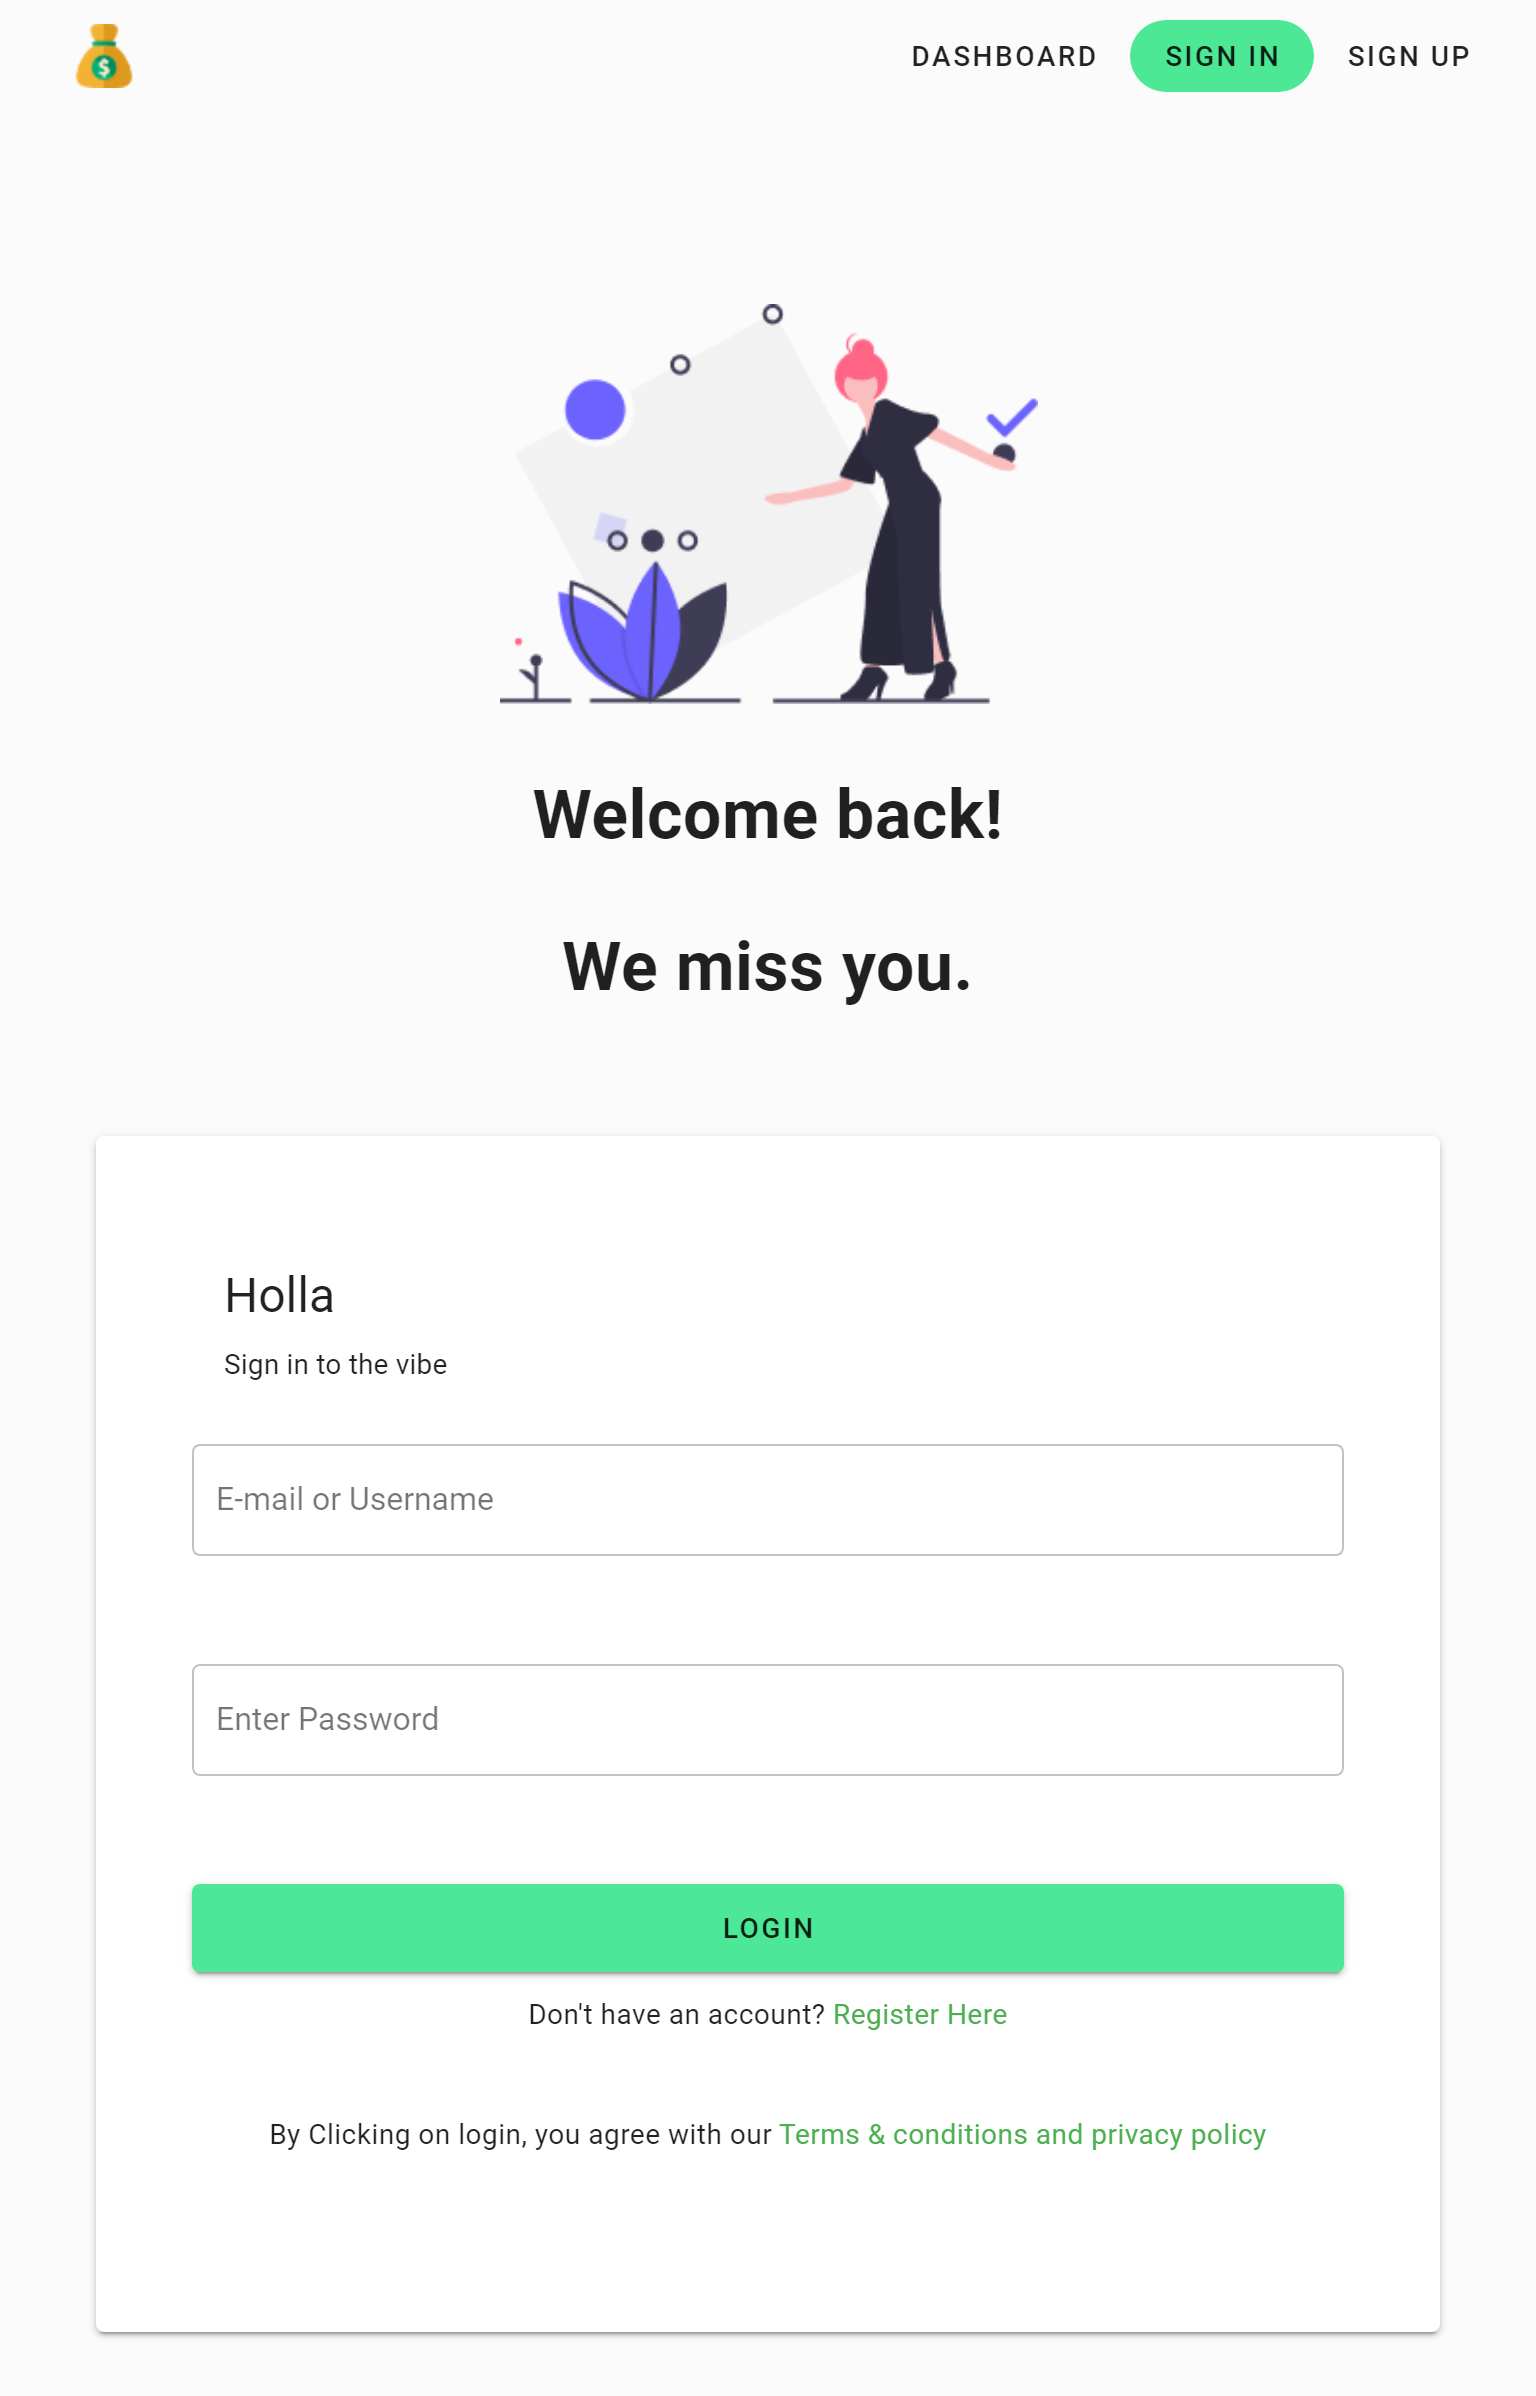 $
DASHBOARD SIGN IN SIGN UP
Welcome back!
We miss you.
Holla
Sign in to the vibe
E-mail or Username
Enter Password
LOGIN
Don't have an account? Register Here
By Clicking on login, you agree with our Terms & conditions and privacy policy